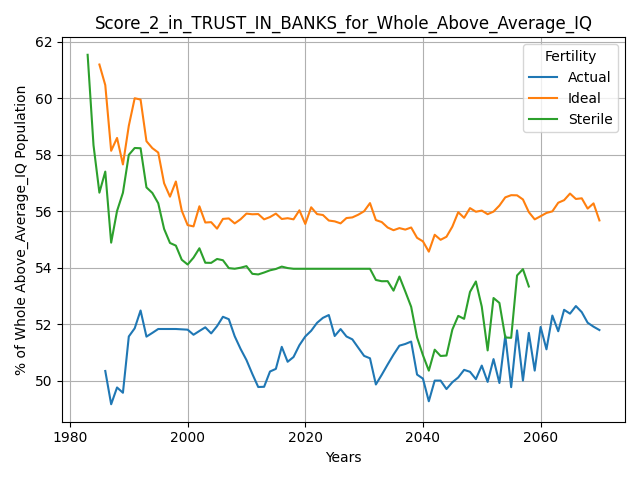 Score_2_in_TRUST_IN_BANKS_for_Whole_Above_Average_IQ
% of Whole Above_Average_IQ Population
62
60
58
56
54
52
50
Fertility
Actual
Ideal
Sterile
1980
2000
2020
2040
2060
Years